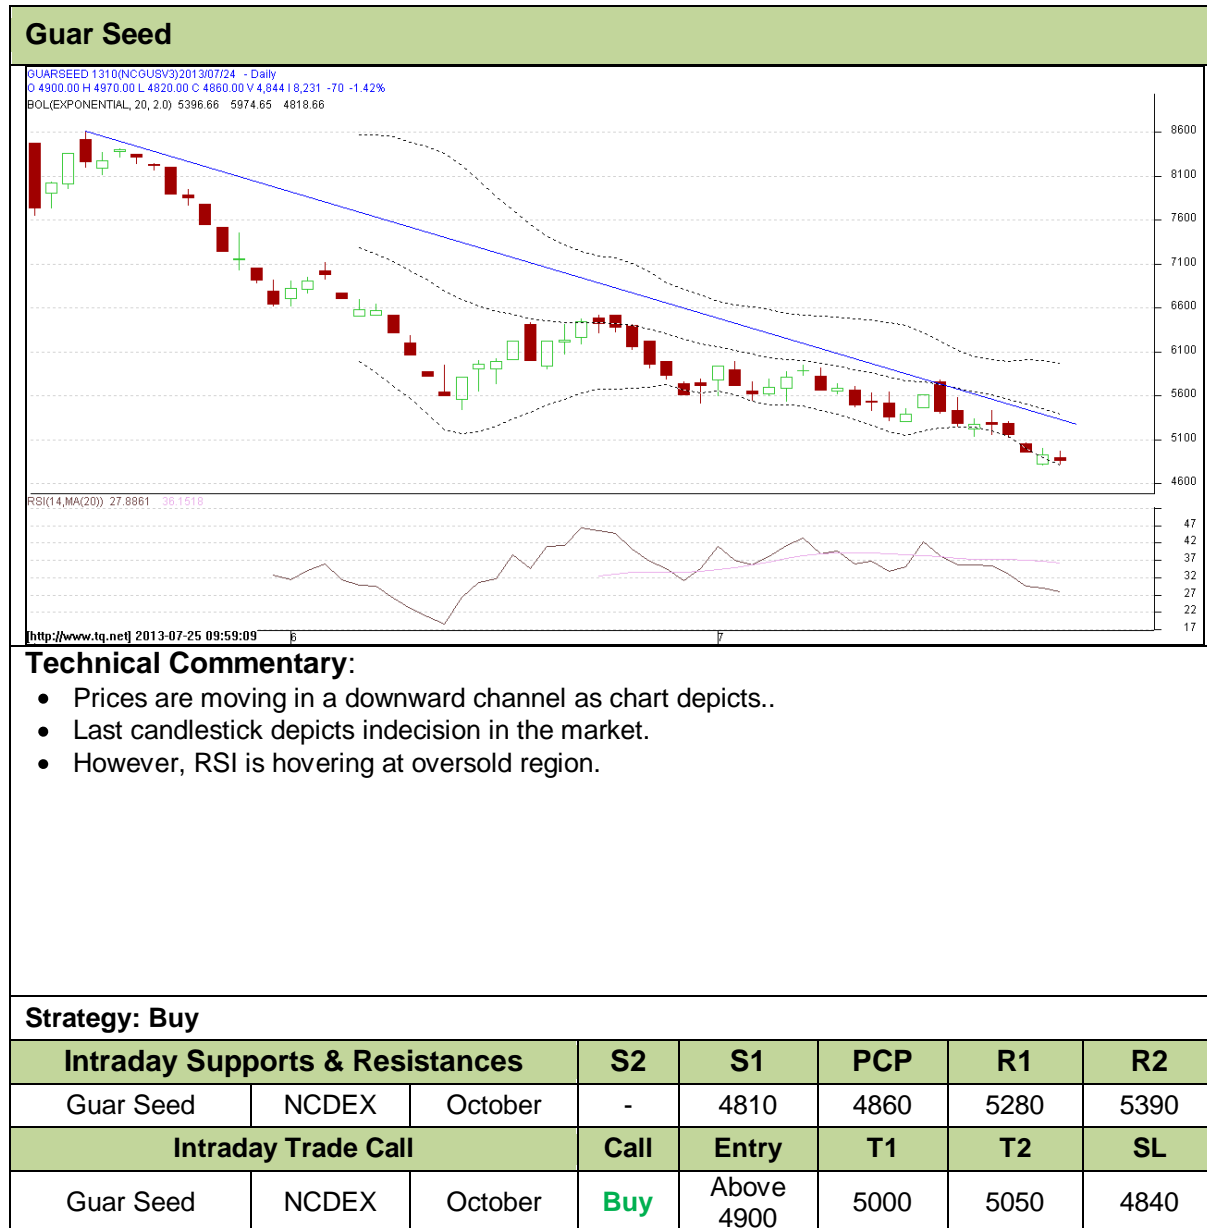 Guar Seed
GUARSEED 1310(NCGUSV3)2013/07/24 - Daily
O 4900.00 H 4970.00 L 4820.00 C 4860.00 V 4,844 I 8,231 -70 -1.42%
BOL(EXPONENTIAL, 20, 2.0) 5396.66 5974.65 4818.66
8600
8100
7600
7100
6600
6100
5600
5100
4600
RSI(14,MA(20)) 27.8861 36.1518
47
42
37
32
27
22
17
[http://www.tq.net] 2013-07-25 09:59:09 6 7
Technical Commentary:
• Prices are moving in a downward channel as chart depicts..
• Last candlestick depicts indecision in the market.
• However, RSI is hovering at oversold region.
Strategy: Buy
Intraday Supports & Resistances S2 S1 PCP R1 R2
Guar Seed NCDEX October - 4810 4860 5280 5390
Intraday Trade Call Call Entry T1 T2 SL
Guar Seed NCDEX October Buy Above 4900 5000 5050 4840